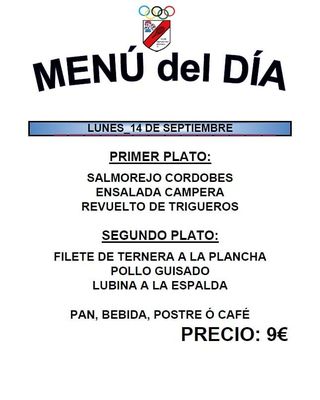 MENÚ del DÍA
LUNES_14 DE SEPTIEMBRE
PRIMER PLATO:
SALMOREJO CORDOBES
ENSALADA CAMPERA
REVUELTO DE TRIGUEROS
SEGUNDO PLATO:
FILETE DE TERNERA A LA PLANCHA
POLLO GUISADO
LUBINA A LA ESPALDA
PAN, BEBIDA, POSTRE Ó CAFÉ
PRECIO: 9€